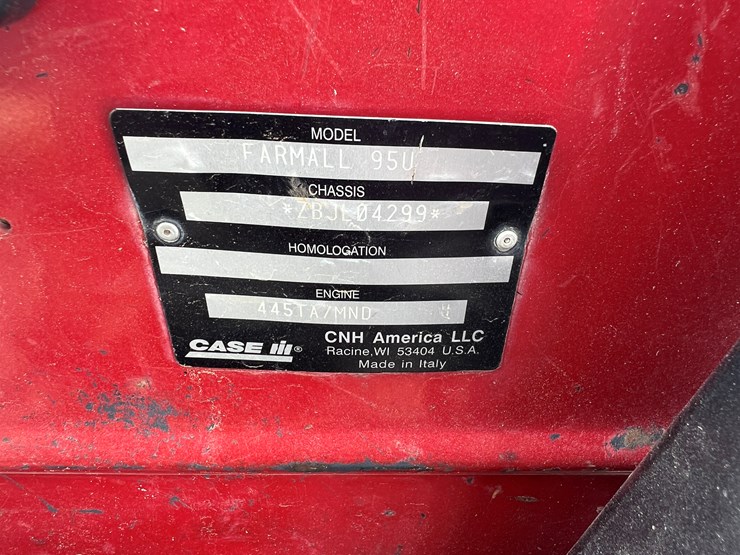 MODEL
FARMALL 95U
CHASSIS
*ZBJL04299*
HOMOLOGATION
ENGINE
445TA/MND
CASE IH®
CNH America LLC
Racine,WI 53404 U.S.A.
Made in Italy